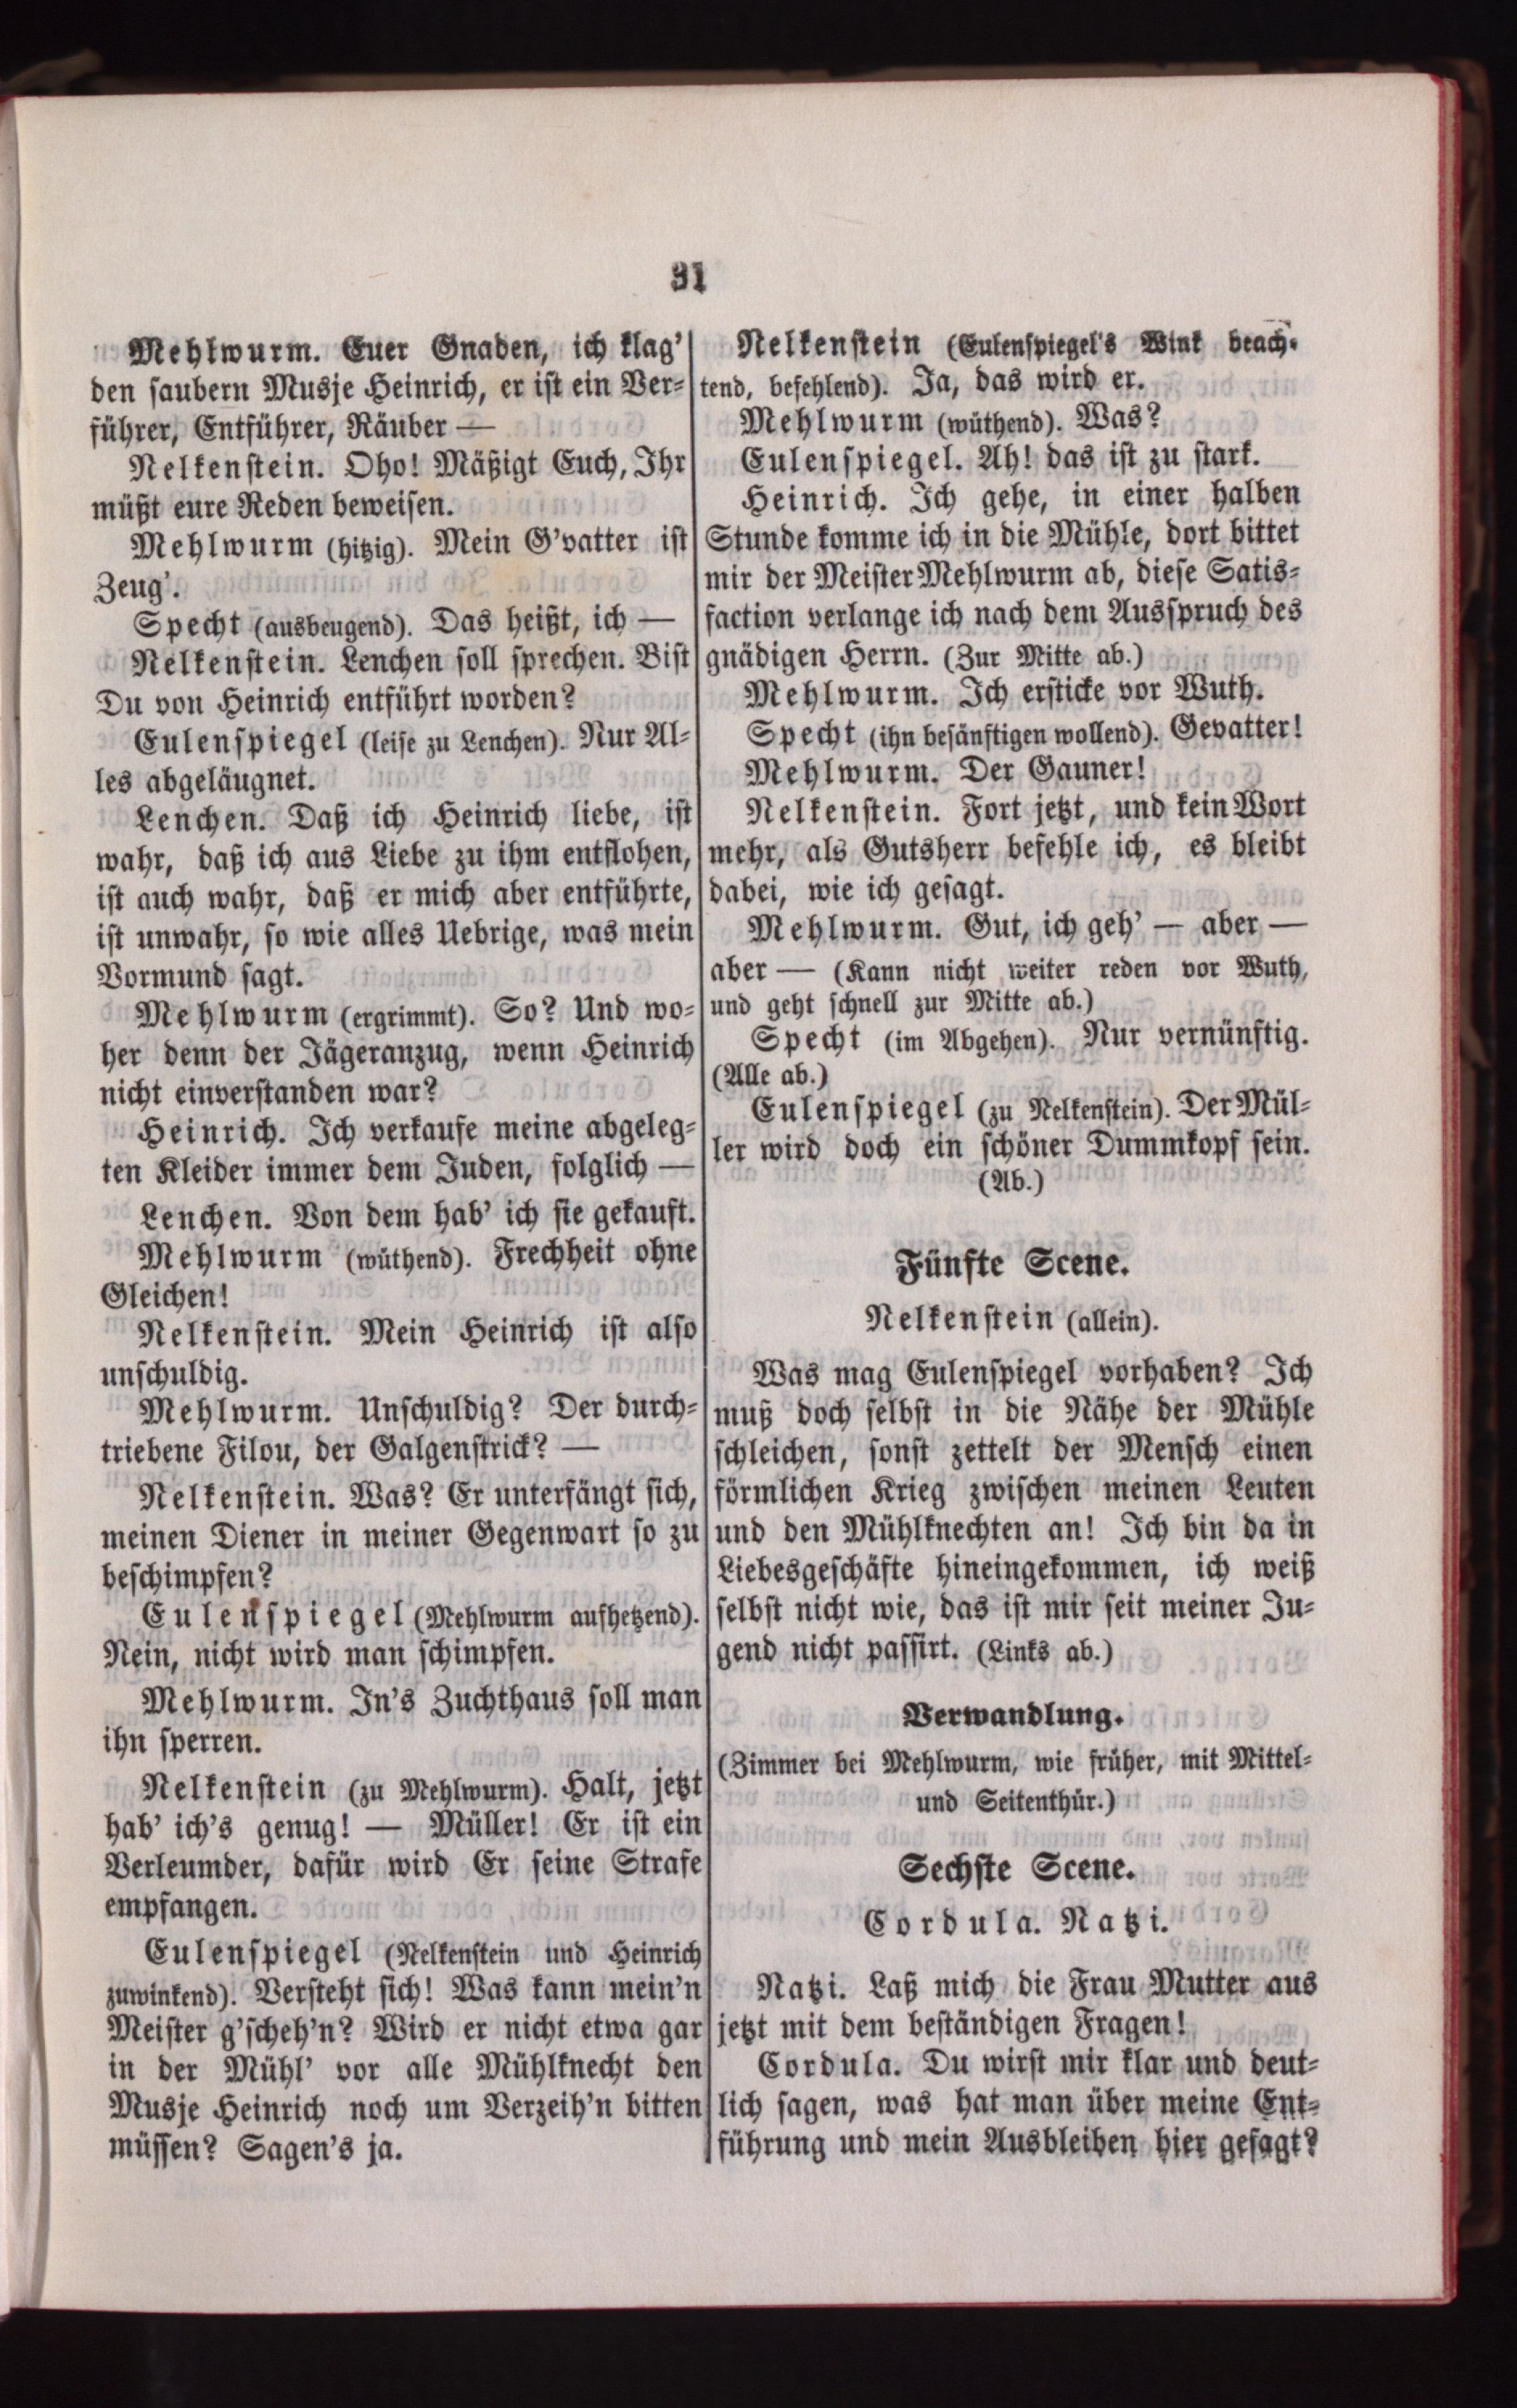 31
Mehlwurm. Euer Gnaden, ich klag'
den saubern Musje Heinrich, er ist ein Ver-
führer, Entführer, Räuber —
Nelkenstein. Oho! Mäßigt Euch, Ihr
müßt eure Reden beweisen.
Mehlwurm (hitzig). Mein G'vatter ist
Zeug'.
Specht (ausbeugend). Das heißt, ich —
Nelkenstein. Lenchen soll sprechen. Bist
Du von Heinrich entführt worden?
Eulenspiegel (leise zu Lenchen). Nur Al-
les abgeläugnet.
Lenchen. Daß ich Heinrich liebe, ist
wahr, daß ich aus Liebe zu ihm entflohen,
ist auch wahr, daß er mich aber entführte,
ist unwahr, so wie alles Uebrige, was mein
Vormund sagt.
Mehlwurm (ergrimmt). So? Und wo-
her denn der Jägeranzug, wenn Heinrich
nicht einverstanden war?
Heinrich. Ich verkaufe meine abgeleg-
ten Kleider immer dem Juden, folglich —
Lenchen. Von dem hab' ich sie gekauft.
Mehlwurm (wüthend). Frechheit ohne
Gleichen!
Nelkenstein. Mein Heinrich ist also
unschuldig.
Mehlwurm. Unschuldig? Der durch-
triebene Filou, der Galgenstrick? —
Nelkenstein. Was? Er unterfängt sich,
meinen Diener in meiner Gegenwart so zu
beschimpfen?
Eulenspiegel (Mehlwurm aufhetzend).
Nein, nicht wird man schimpfen.
Mehlwurm. In's Zuchthaus soll man
ihn sperren.
Nelkenstein (zu Mehlwurm). Halt, jetzt
hab' ich's genug! — Müller! Er ist ein
Verleumder, dafür wird Er seine Strafe
empfangen.
Eulenspiegel (Nelkenstein und Heinrich
zuwinkend). Versteht sich! Was kann mein'n
Meister g'scheh'n? Wird er nicht etwa gar
in der Mühl' vor alle Mühlknecht den
Musje Heinrich noch um Verzeih'n bitten
müssen? Sagen's ja.
Nelkenstein (Eulenspiegel's Wink beach-
tend, befehlend). Ja, das wird er.
Mehlwurm (wüthend). Was?
Eulenspiegel. Ah! das ist zu stark.
Heinrich. Ich gehe, in einer halben
Stunde komme ich in die Mühle, dort bittet
mir der Meister Mehlwurm ab, diese Satis-
faction verlange ich nach dem Ausspruch des
gnädigen Herrn. (Zur Mitte ab.)
Mehlwurm. Ich ersticke vor Wuth.
Specht (ihn besänftigen wollend). Gevatter!
Mehlwurm. Der Gauner!
Nelkenstein. Fort jetzt, und kein Wort
mehr, als Gutsherr befehle ich, es bleibt
dabei, wie ich gesagt.
Mehlwurm. Gut, ich geh' — aber —
aber — (Kann nicht weiter reden vor Wuth,
und geht schnell zur Mitte ab.)
Specht (im Abgehen). Nur vernünftig.
(Alle ab.)
Eulenspiegel (zu Nelkenstein). Der Mül-
ler wird doch ein schöner Dummkopf sein.
(Ab.)
Fünfte Scene.
Nelkenstein (allein).
Was mag Eulenspiegel vorhaben? Ich
muß doch selbst in die Nähe der Mühle
schleichen, sonst zettelt der Mensch einen
förmlichen Krieg zwischen meinen Leuten
und den Mühlknechten an! Ich bin da in
Liebesgeschäfte hineingekommen, ich weiß
selbst nicht wie, das ist mir seit meiner Ju-
gend nicht passirt. (Links ab.)
Verwandlung.
(Zimmer bei Mehlwurm, wie früher, mit Mittel-
und Seitenthür.)
Sechste Scene.
Cordula. Natzi.
Natzi. Laß mich die Frau Mutter aus
jetzt mit dem beständigen Fragen!
Cordula. Du wirst mir klar und deut-
lich sagen, was hat man über meine Ent-
führung und mein Ausbleiben hier gesagt?